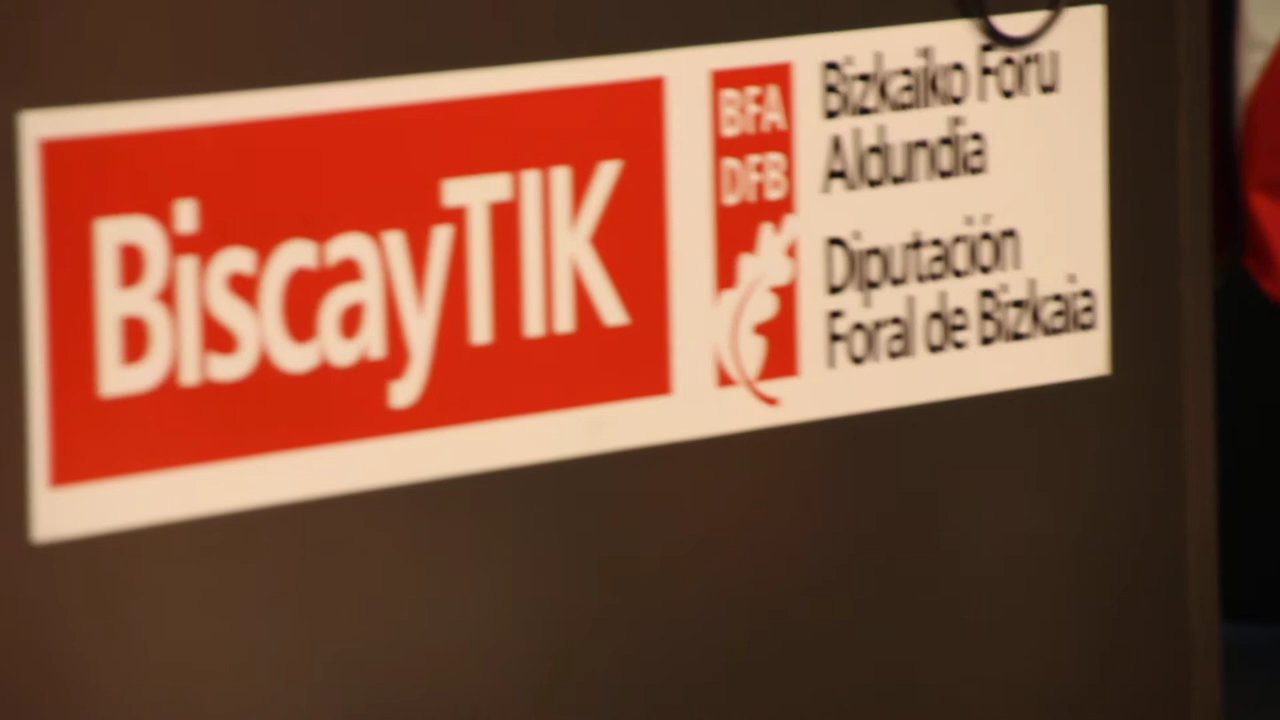 BiscayTIK
BFA
DFB
Bizkaiko Foru
Aldundia
Diputación
Foral de Bizkaia